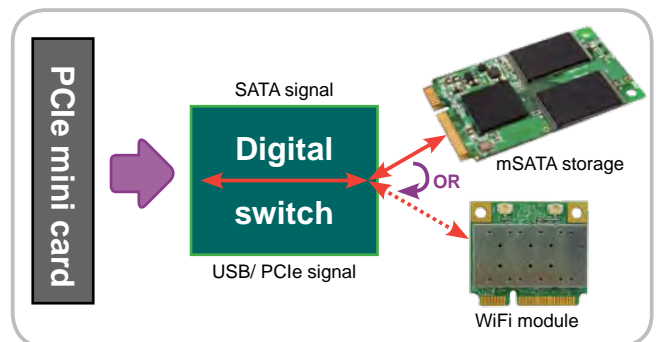 PCIe mini card
SATA signal
Digital
switch
USB/ PCIe signal
OR
mSATA storage
WiFi module